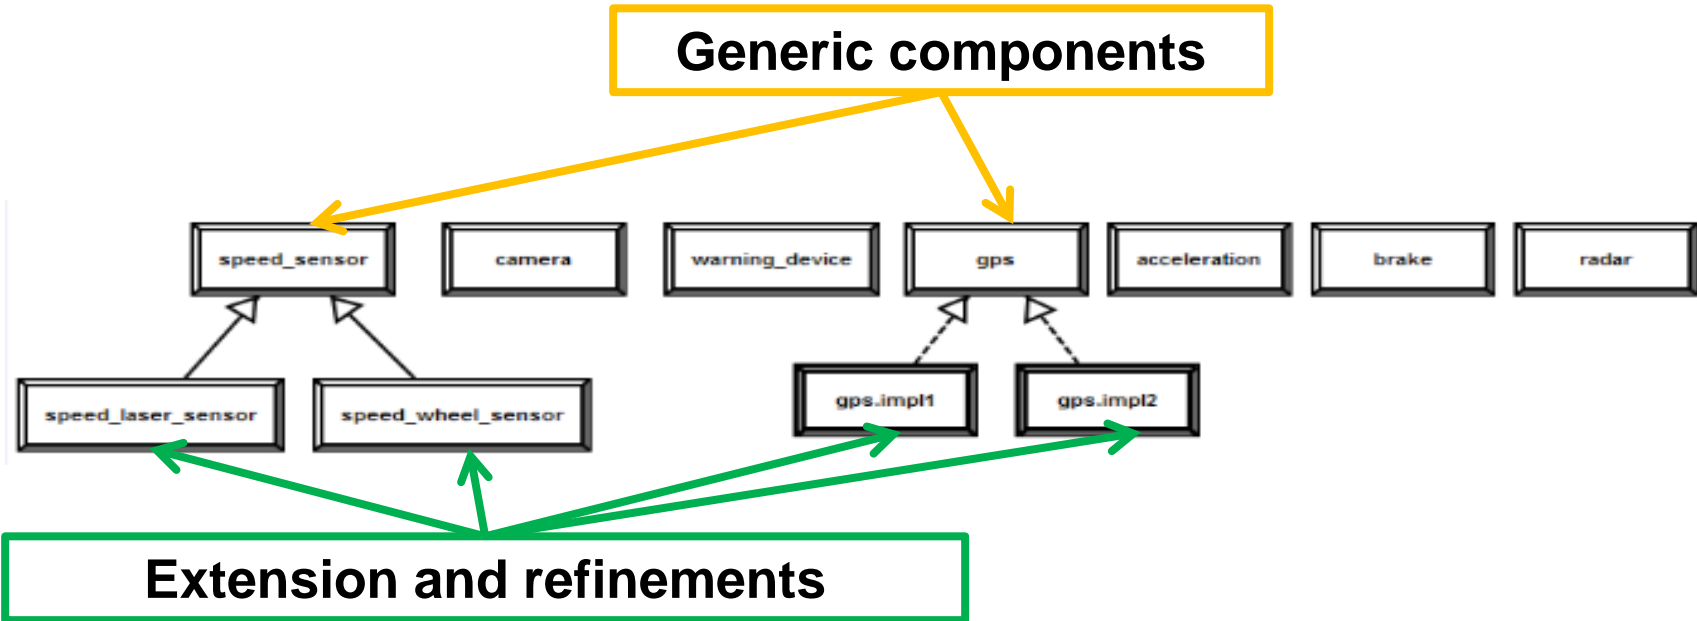 Generic components
speed_sensor
camera
warning_device
gps
acceleration
brake
radar
speed_laser_sensor
speed_wheel_sensor
gps.impl1
gps.impl2
Extension and refinements